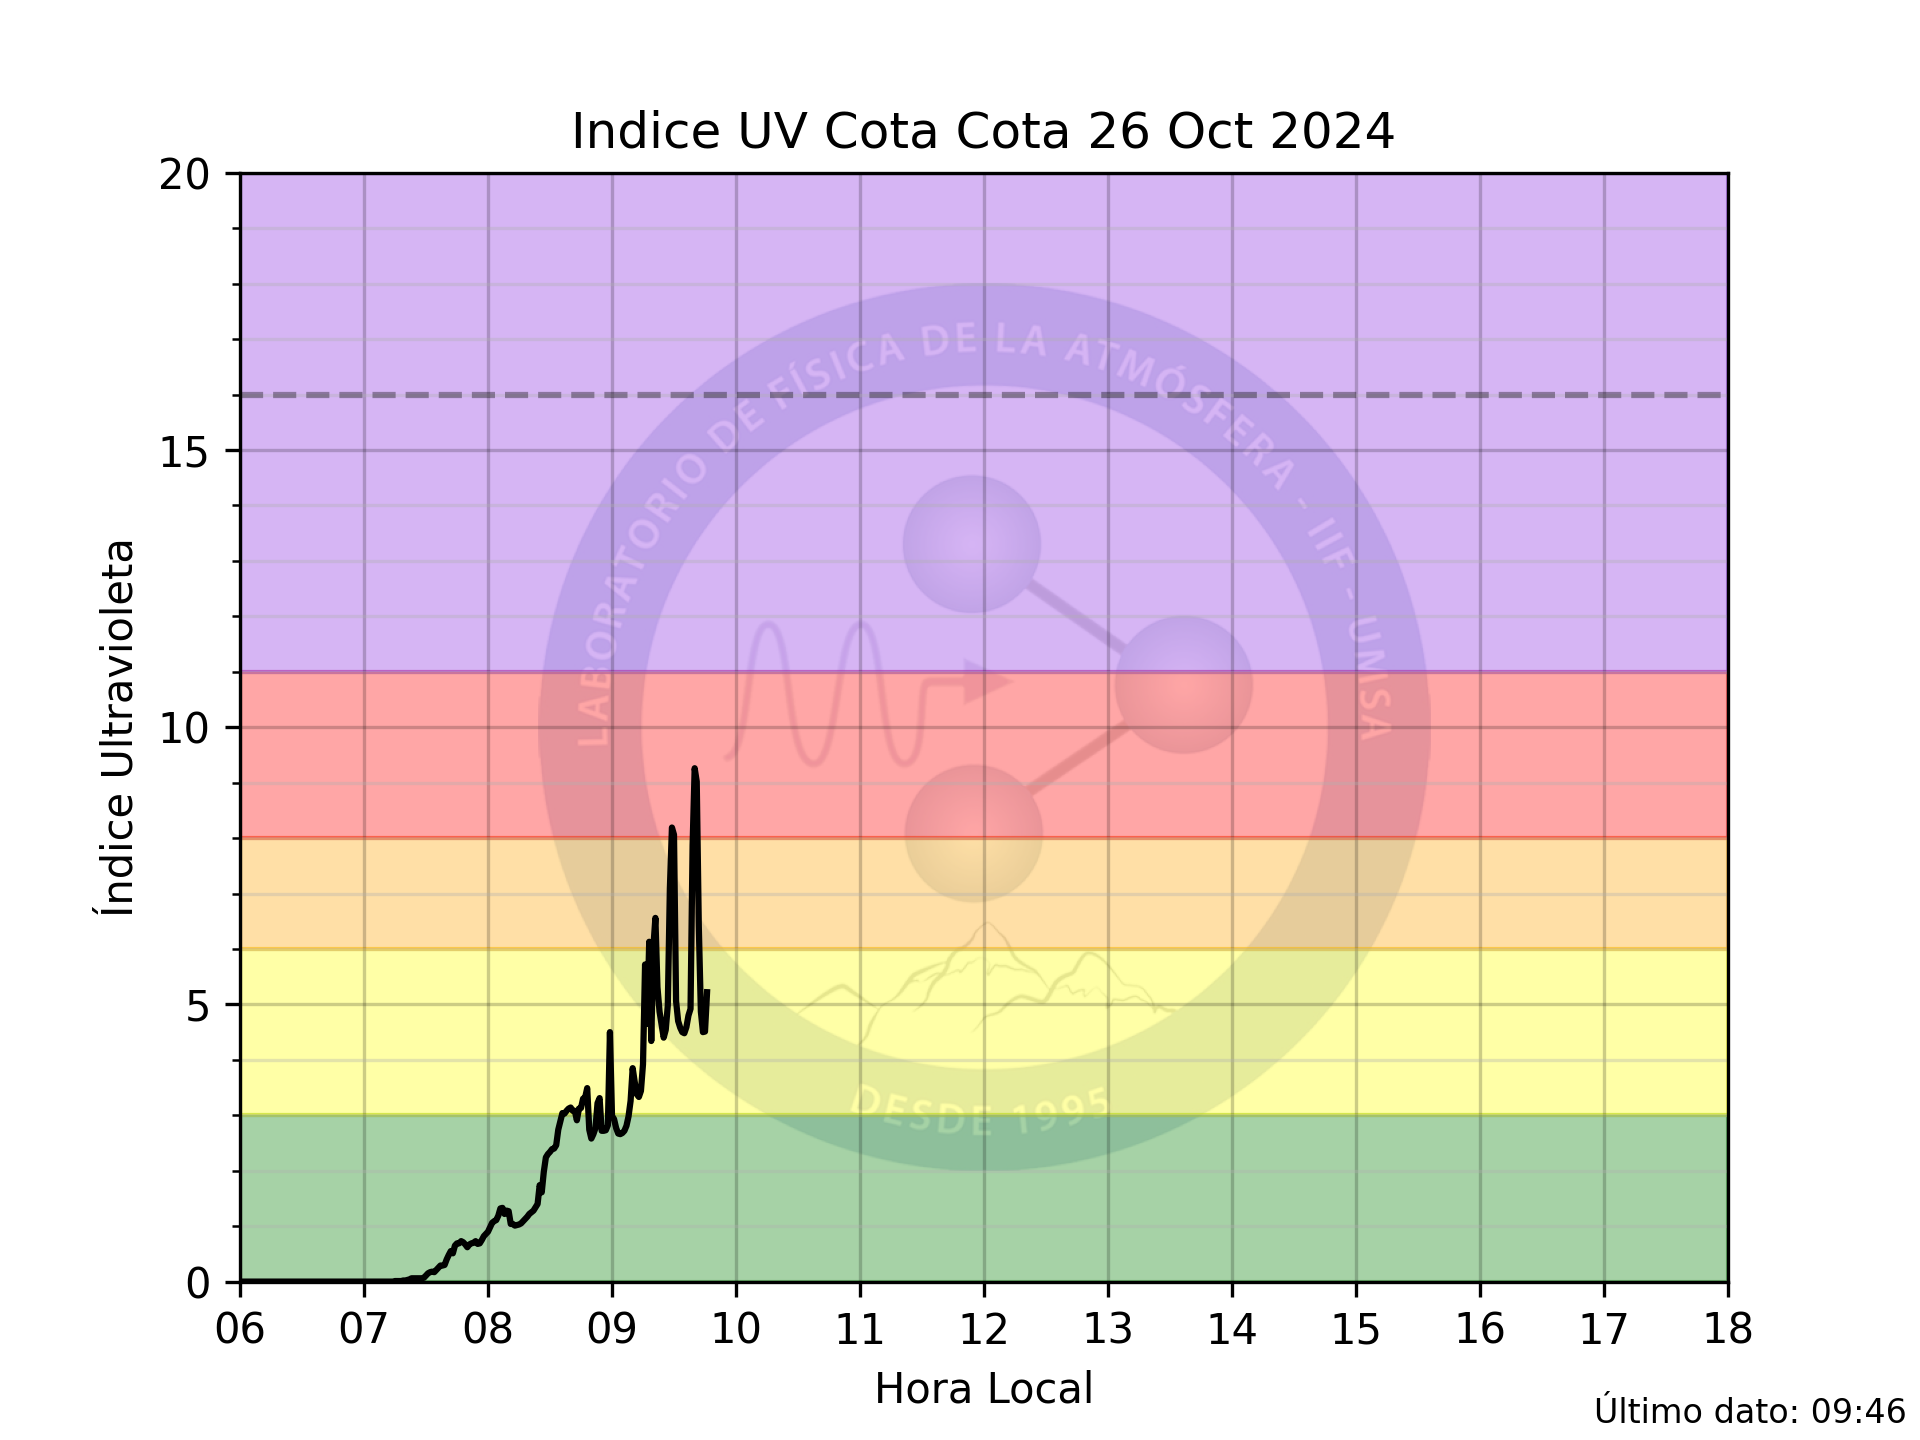 Indice UV Cota Cota 26 Oct 2024
20
15
10
5
0
Índice Ultravioleta
LABORATORIO DE FÍSICA DE LA ATMÓSFERA - IIF - UMSA
DESDE 1995
06 07 08 09 10 11 12 13 14 15 16 17 18
Hora Local
Último dato: 09:46